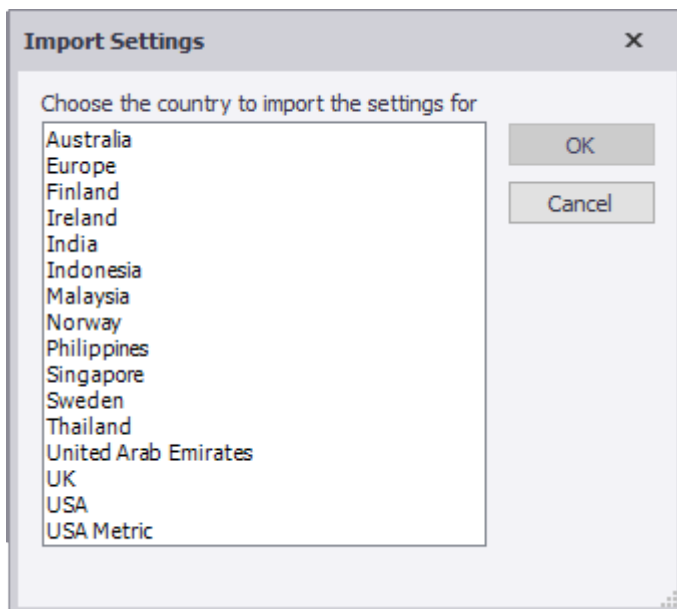 Import Settings
Choose the country to import the settings for
Australia
Europe
Finland
Ireland
India
Indonesia
Malaysia
Norway
Philippines
Singapore
Sweden
Thailand
United Arab Emirates
UK
USA
USA Metric
OK
Cancel